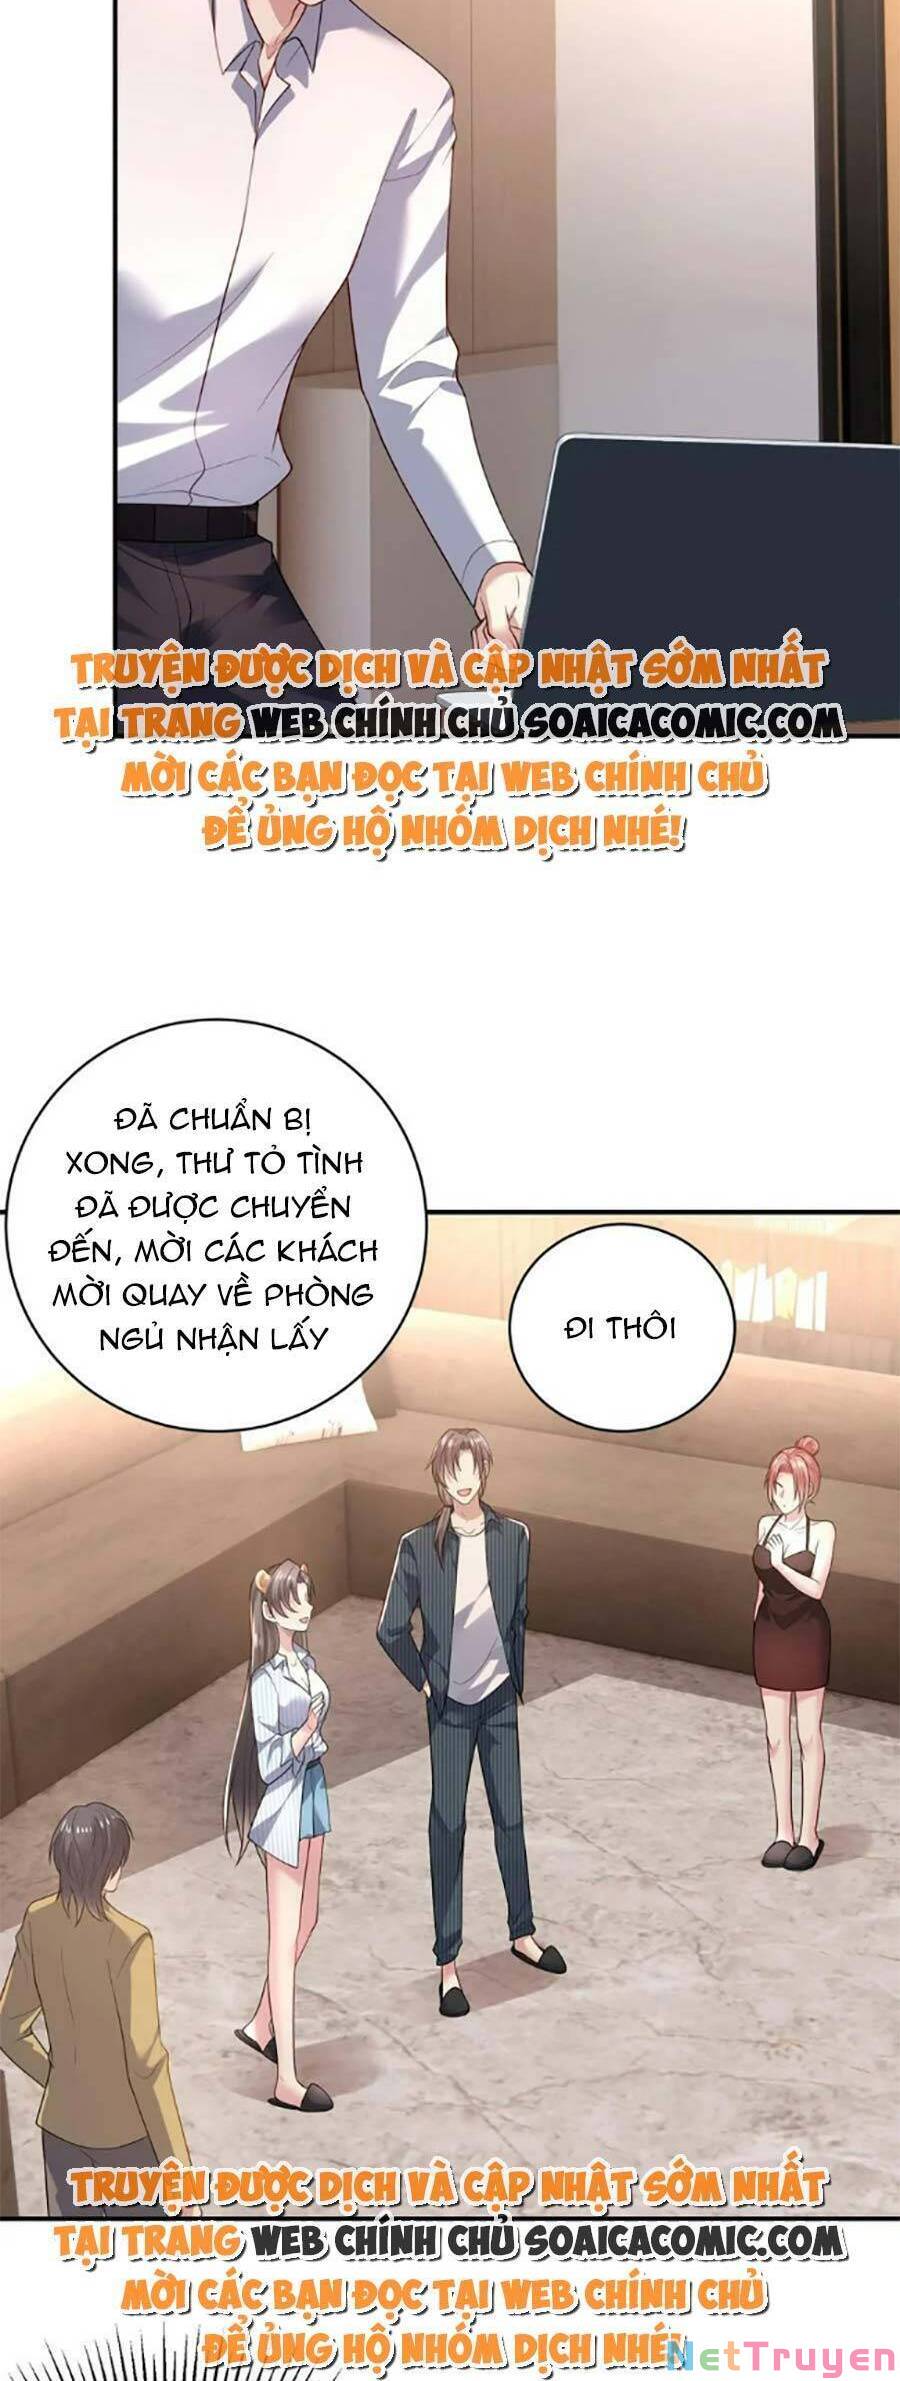 TRUYỆN ĐƯỢC DỊCH VÀ CẬP NHẬT SỚM NHẤT
TẠI TRANG WEB CHÍNH CHỦ SOAICACOMIC.COM
MỜI CÁC BẠN ĐỌC TẠI WEB CHÍNH CHỦ
ĐỂ ỦNG HỘ NHÓM DỊCH NHÉ!
ĐÃ CHUẨN BỊ
XONG, THƯ TỎ TÌNH
ĐÃ ĐƯỢC CHUYỂN
ĐẾN, MỜI CÁC KHÁCH
MỜI QUAY VỀ PHÒNG
NGỦ NHẬN LẤY
ĐI THÔI
TRUYỆN ĐƯỢC DỊCH VÀ CẬP NHẬT SỚM NHẤT
TẠI TRANG WEB CHÍNH CHỦ SOAICACOMIC.COM
MỜI CÁC BẠN ĐỌC TẠI WEB CHÍNH CHỦ
ĐỂ ỦNG HỘ NHÓM DỊCH NHÉ!
NetTruyen